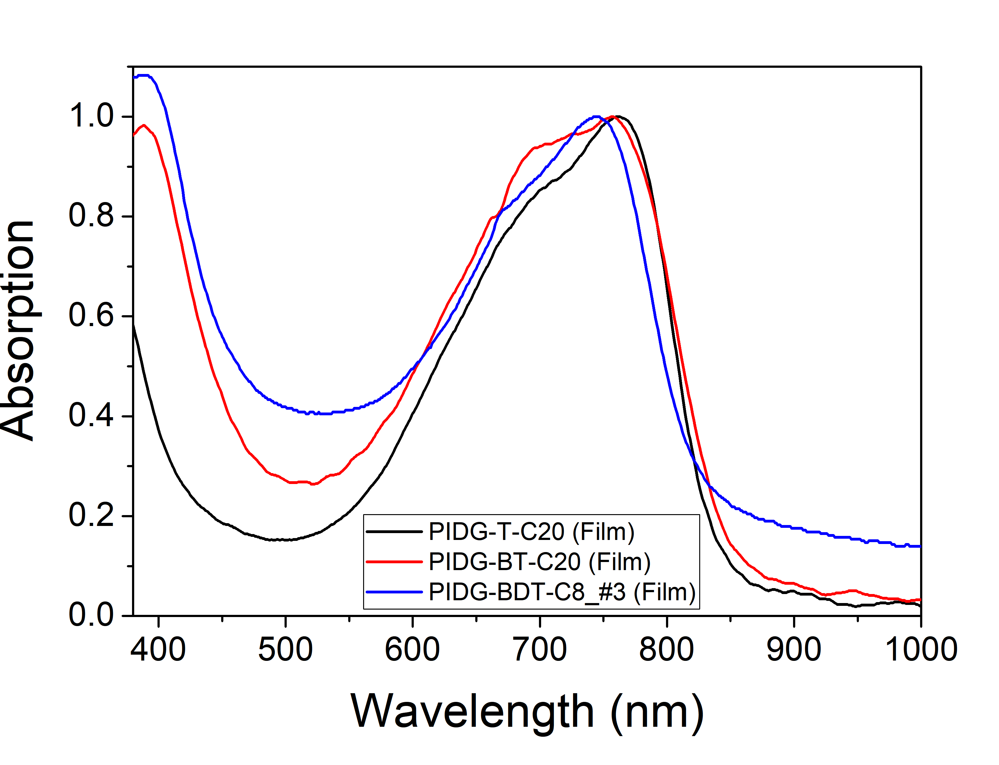 Absorption
1.0
0.8
0.6
0.4
0.2
0.0
PIDG-T-C20 (Film)
PIDG-BT-C20 (Film)
PIDG-BDT-C8_#3 (Film)
400 500 600 700 800 900 1000
Wavelength (nm)